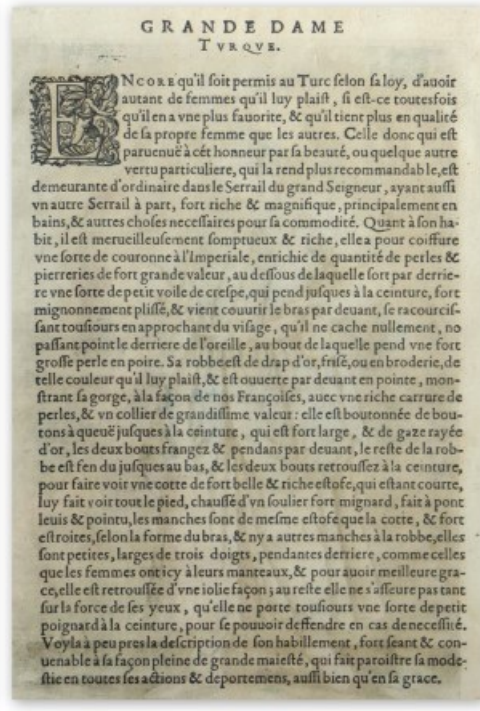 GRANDE DAME
TVRQVE.
ENCORE qu'il soit permis au Turc selon sa loy, d'auoir
autant de femmes qu'il luy plaist, si est-ce toutesfois
qu'il en a vne plus fauorite, & qu'il tient plus en qualité
de sa propre femme que les autres. Celle donc qui est
paruenuë à cét honneur par sa beauté, ou quelque autre
vertu particuliere, qui la rend plus recommandable, est
demeurante d'ordinaire dans le Serrail du grand Seigneur, ayant aussi
vn autre Serrail à part, fort riche & magnifique, principalement en
bains, & autres choses necessaires pour sa commodité. Quant à son ha-
bit, il est merueilleusement somptueux & riche, elle a pour coiffure
vne sorte de couronne à l'Imperiale, enrichie de quantité de perles &
pierreries de fort grande valeur, au dessous de laquelle sort par derrie-
re vne sorte de petit voile de crespe, qui pend jusques à la ceinture, fort
mignonnement plissé, & vient couurir le bras par deuant, se racourcis-
sant tousiours en approchant du visage, qu'il ne cache nullement, no
passant point le derriere de l'oreille, au bout de laquelle pend vne fort
grosse perle en poire. Sa robbe est de drap d'or, frisé, ou en broderie, de
telle couleur qu'il luy plaist, & est ouuerte par deuant en pointe, mon-
strant sa gorge, à la façon de nos Françoises, auec vne riche carrure de
perles, & vn collier de grandissime valeur : elle est boutonnée de bou-
tons à queuë jusques à la ceinture, qui est fort large, & de gaze rayée
d'or, les deux bouts frangez & pendans par deuant, le reste de la rob-
be est fendu jusques au bas, & les deux bouts retroussez à la ceinture,
pour faire voir vne cotte de fort belle & riche estofe, qui estant courte,
luy fait voir tout le pied, chaussé d'vn soulier fort mignard, fait à pont
leuis & pointu, les manches sont de mesme estofe que la cotte, & fort
estroites, selon la forme du bras, & n'y a autres manches à la robbe, elles
sont petites, larges de trois doigts, pendantes derriere, comme celles
que les femmes ont icy à leurs manteaux, & pour auoir meilleure gra-
ce, elle est retroussée d'vne iolie façon ; au reste elle ne s'asseure pas tant
sur la force de ses yeux, qu'elle ne porte tousiours vne sorte de petit
poignard à la ceinture, pour se pouuoir deffendre en cas de necessité.
Voyla à peu pres la description de son habillement, fort seant & con-
uenable à sa façon pleine de grande maiesté, qui fait paroistre sa mode-
stie en toutes ses actions & deportemens, aussi bien qu'en sa grace.